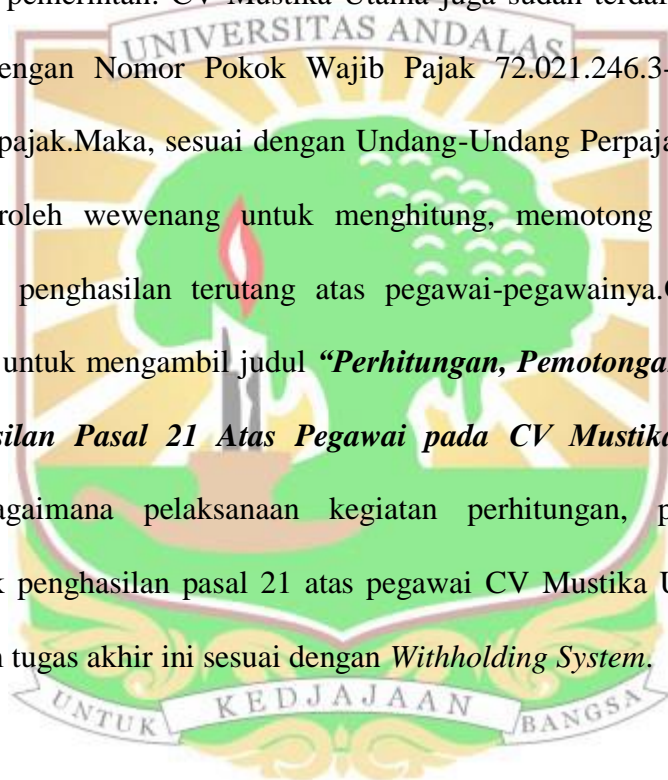 pemerintah. CV Mustika Utama juga sudah terdaf
UNIVERSITAS ANDALAS
engan Nomor Pokok Wajib Pajak 72.021.246.3-
pajak.Maka, sesuai dengan Undang-Undang Perpaja
roleh wewenang untuk menghitung, memotong
penghasilan terutang atas pegawai-pegawainya.
untuk mengambil judul “Perhitungan, Pemotonga
silan Pasal 21 Atas Pegawai pada CV Mustika
agaimana pelaksanaan kegiatan perhitungan, p
k penghasilan pasal 21 atas pegawai CV Mustika U
n tugas akhir ini sesuai dengan Withholding System.
UNTUK KEDJAJAAN BANGSA